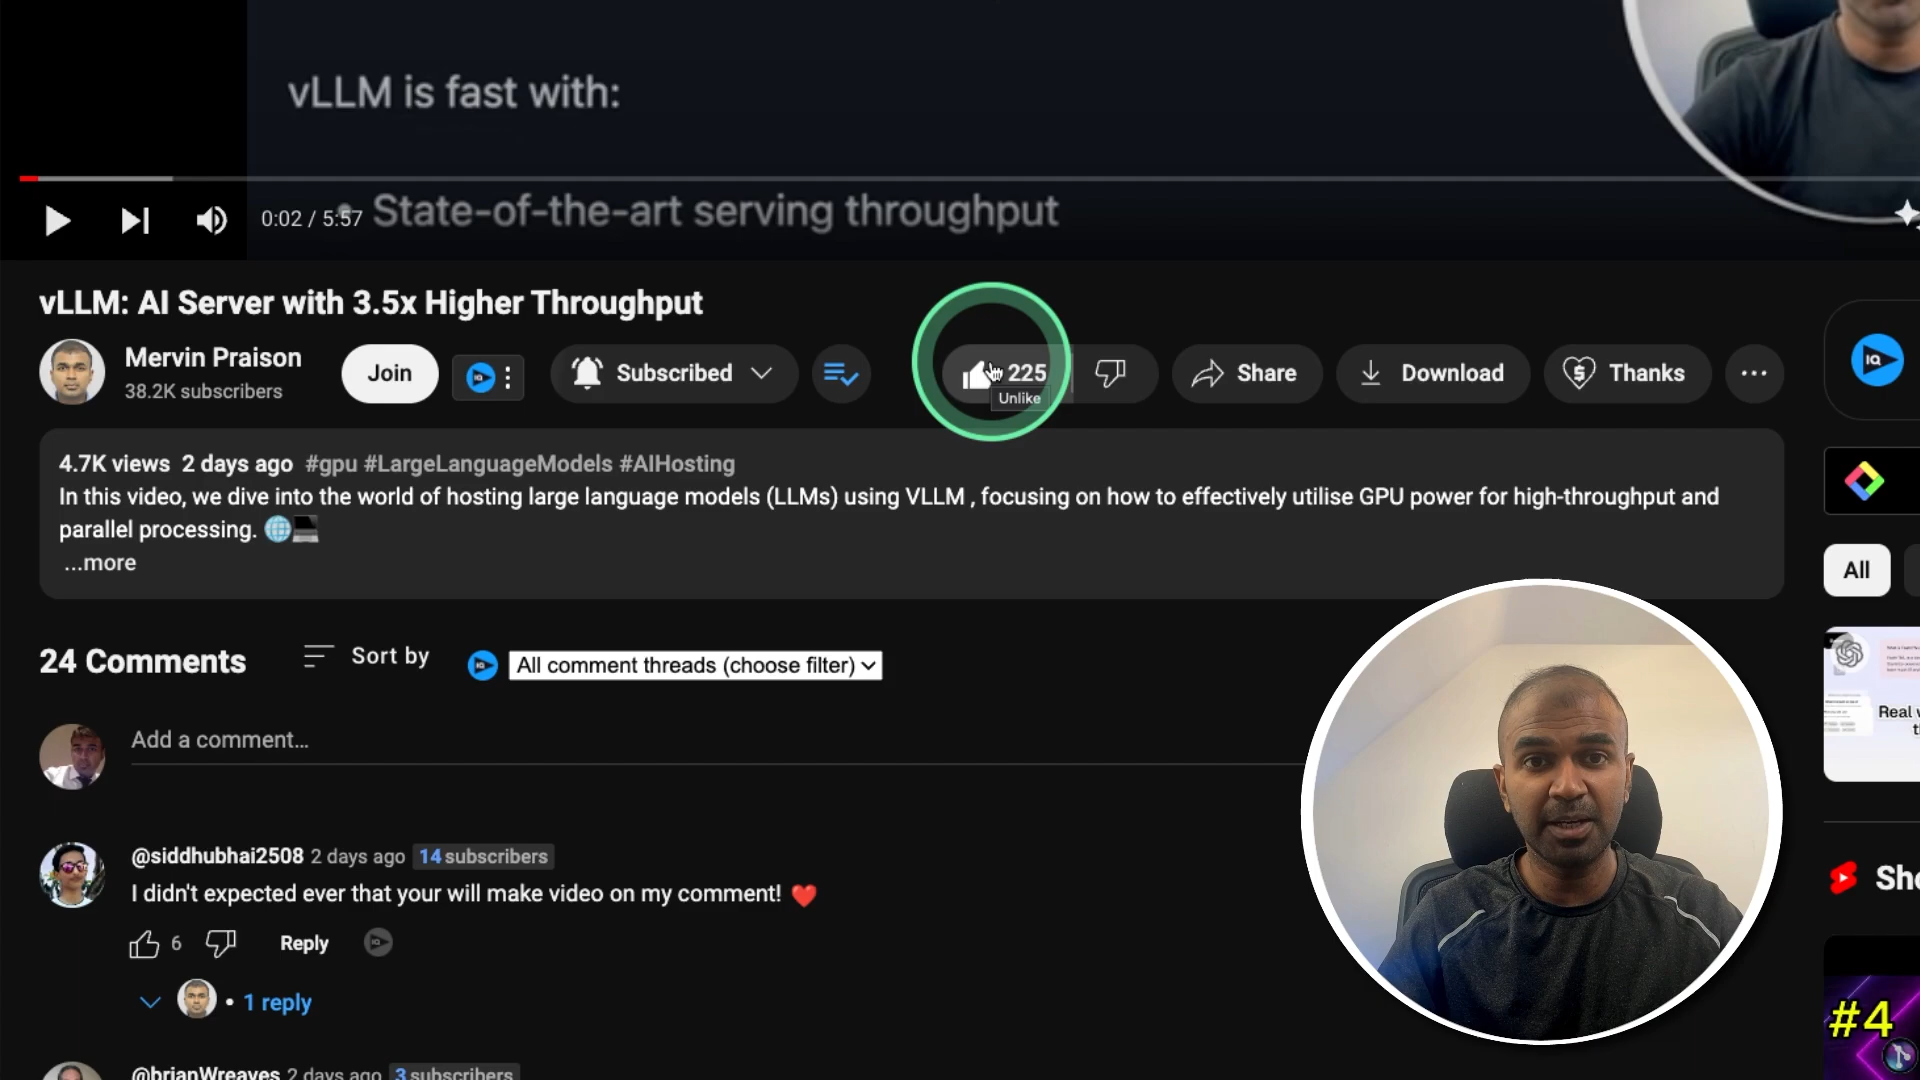 vLLM is fast with:
0:02 / 5:57
State-of-the-art serving throughput
vLLM: AI Server with 3.5x Higher Throughput
Mervin Praison
38.2K subscribers
Join
Subscribed
225
Unlike
Share
Download
Thanks
4.7K views 2 days ago #gpu #LargeLanguageModels #AIHosting
In this video, we dive into the world of hosting large language models (LLMs) using VLLM , focusing on how to effectively utilise GPU power for high-throughput and
parallel processing.
...more
All
24 Comments
Sort by
All comment threads (choose filter)
Real
Add a comment...
@siddhubhai2508 2 days ago 14 subscribers
I didn't expected ever that your will make video on my comment!
6
Reply
1 reply
#4
@brianWreaves 2 days ago 3 subscribers